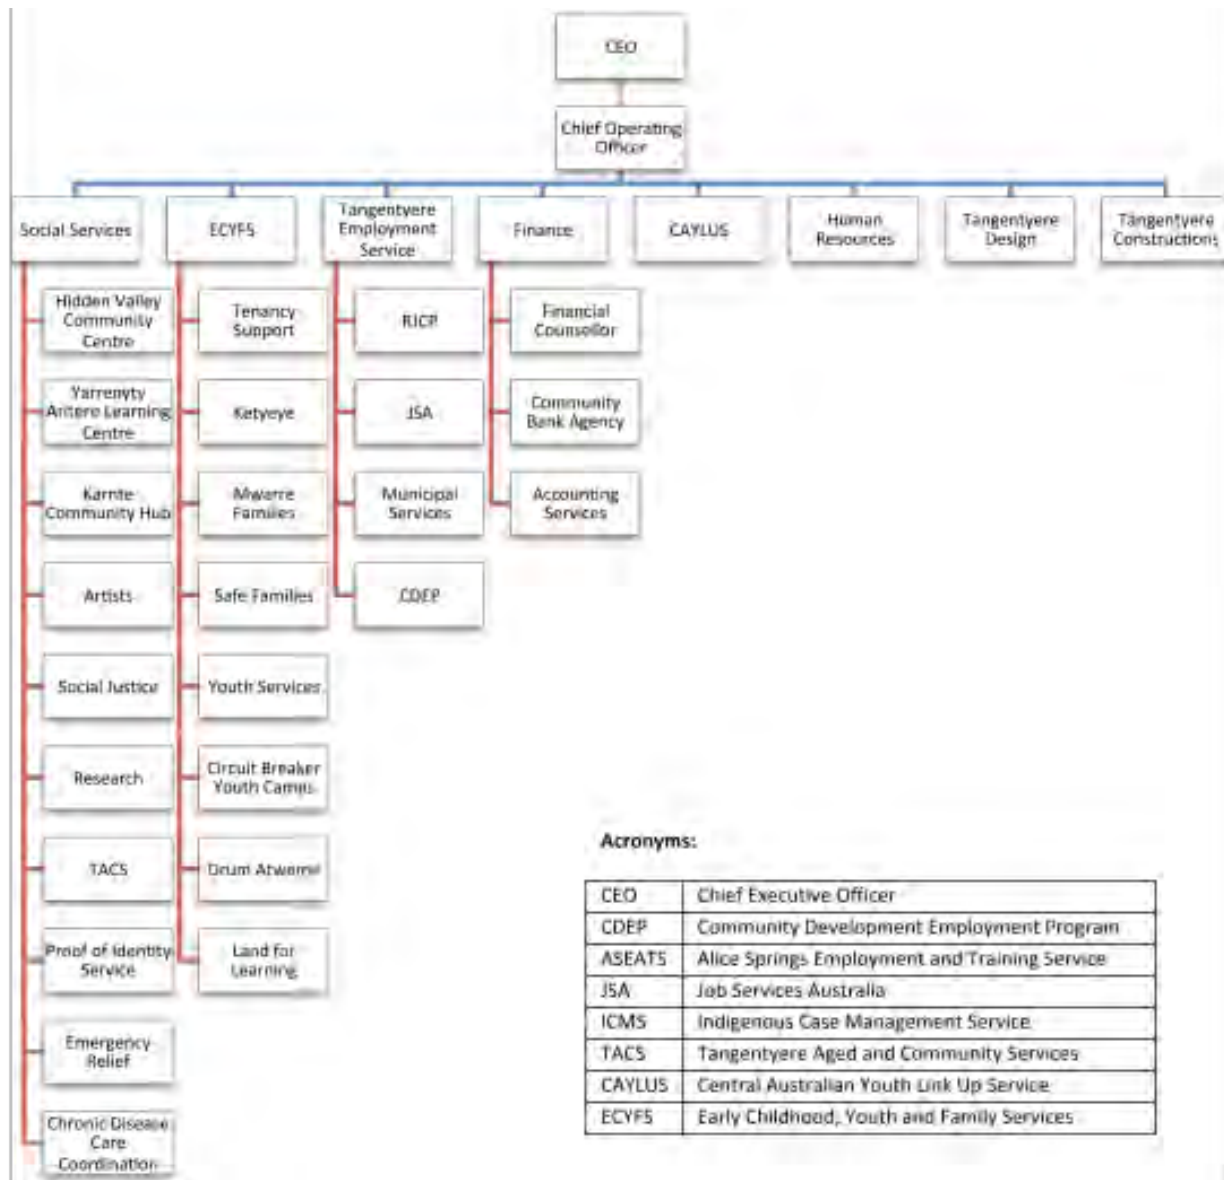 CEO
Chief Operating
Officer
Social Services
ECYFS
Tangentyere
Employment
Service
Finance
CAYLUS
Human
Resources
Tangentyere
Design
Tangentyere
Constructions
Hidden Valley
Community
Centre
Yarrenyty
Arltere Learning
Centre
Karnte
Community Hub
Artists
Social Justice
Research
TACS
Proof of Identity
Service
Emergency
Relief
Chronic Disease
Care
Coordination
Tenancy
Support
Ketyeye
Mwarre
Families
Safe Families
Youth Services
Circuit Breaker
Youth Camps
Drum Atweme
Land for
Learning
RJCP
JSA
Municipal
Services
CDEP
Financial
Counsellor
Community
Bank Agency
Accounting
Services
Acronyms:
CEO Chief Executive Officer
CDEP Community Development Employment Program
ASEATS Alice Springs Employment and Training Service
JSA Job Services Australia
ICMS Indigenous Case Management Service
TACS Tangentyere Aged and Community Services
CAYLUS Central Australian Youth Link Up Service
ECYFS Early Childhood, Youth and Family Services